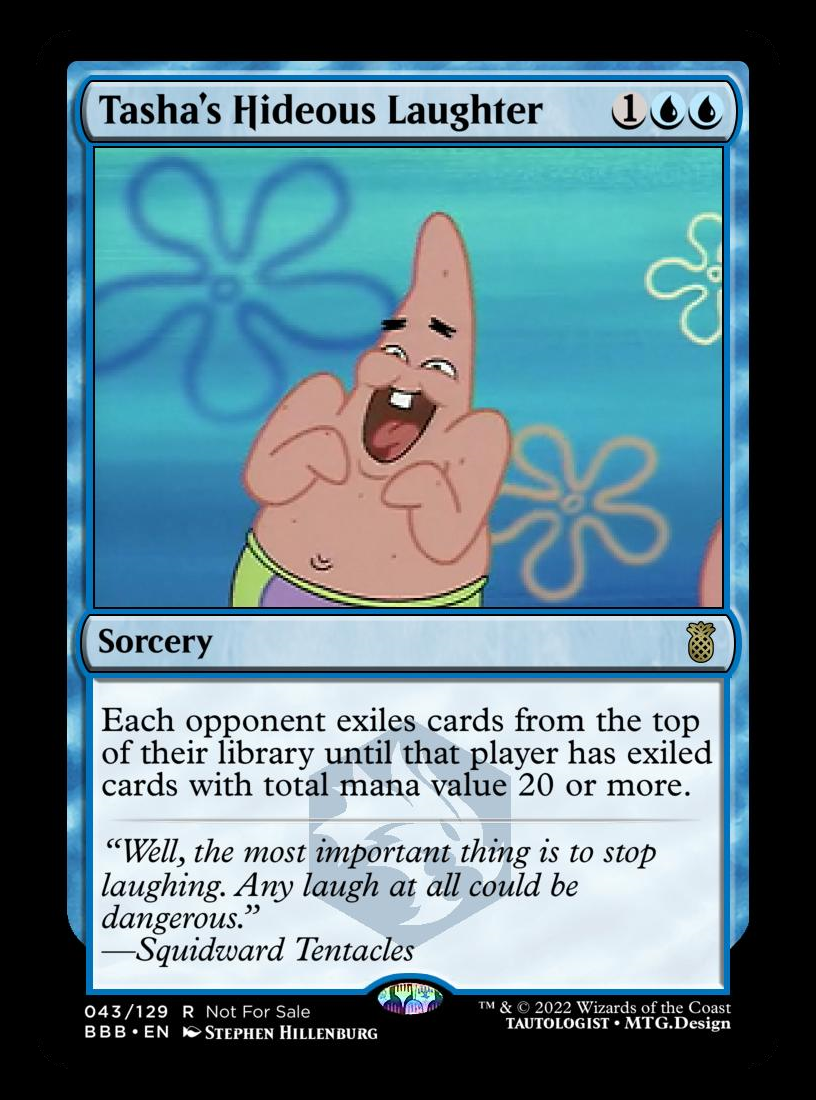 Tasha's Hideous Laughter 1
Sorcery
Each opponent exiles cards from the top
of their library until that player has exiled
cards with total mana value 20 or more.
“Well, the most important thing is to stop
laughing. Any laugh at all could be
dangerous.”
—Squidward Tentacles
043/129 R Not For Sale
BBB • EN STEPHEN HILLENBURG
™ & © 2022 Wizards of the Coast
TAUTOLOGIST • MTG.Design